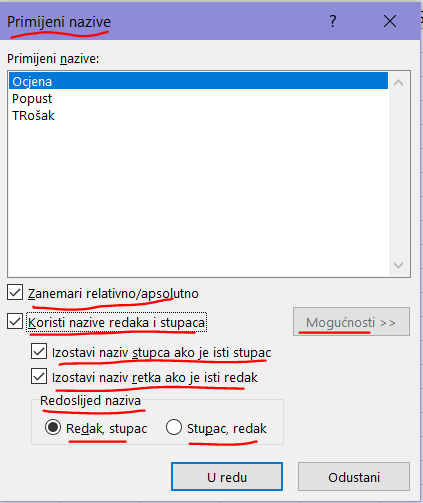 Primijeni nazive
Primijeni nazive:
Ocjena
Popust
TRošak
Zanemari relativno/apsolutno
Koristi nazive redaka i stupaca
Mogućnosti >>
Izostavi naziv stupca ako je isti stupac
Izostavi naziv retka ako je isti redak
Redoslijed naziva
Redak, stupac
Stupac, redak
U redu
Odustani